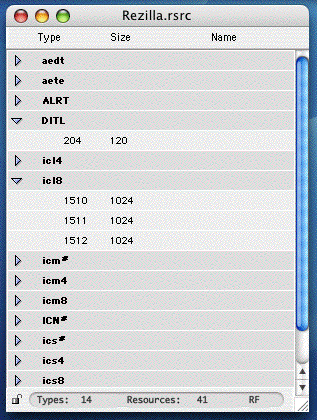 Rezilla.rsrc
Type Size Name
aedt
aete
ALRT
DITL
204 120
icl4
icl8
1510 1024
1511 1024
1512 1024
icm#
icm4
icm8
ICN#
ics#
ics4
ics8
Types: 14 Resources: 41 RF